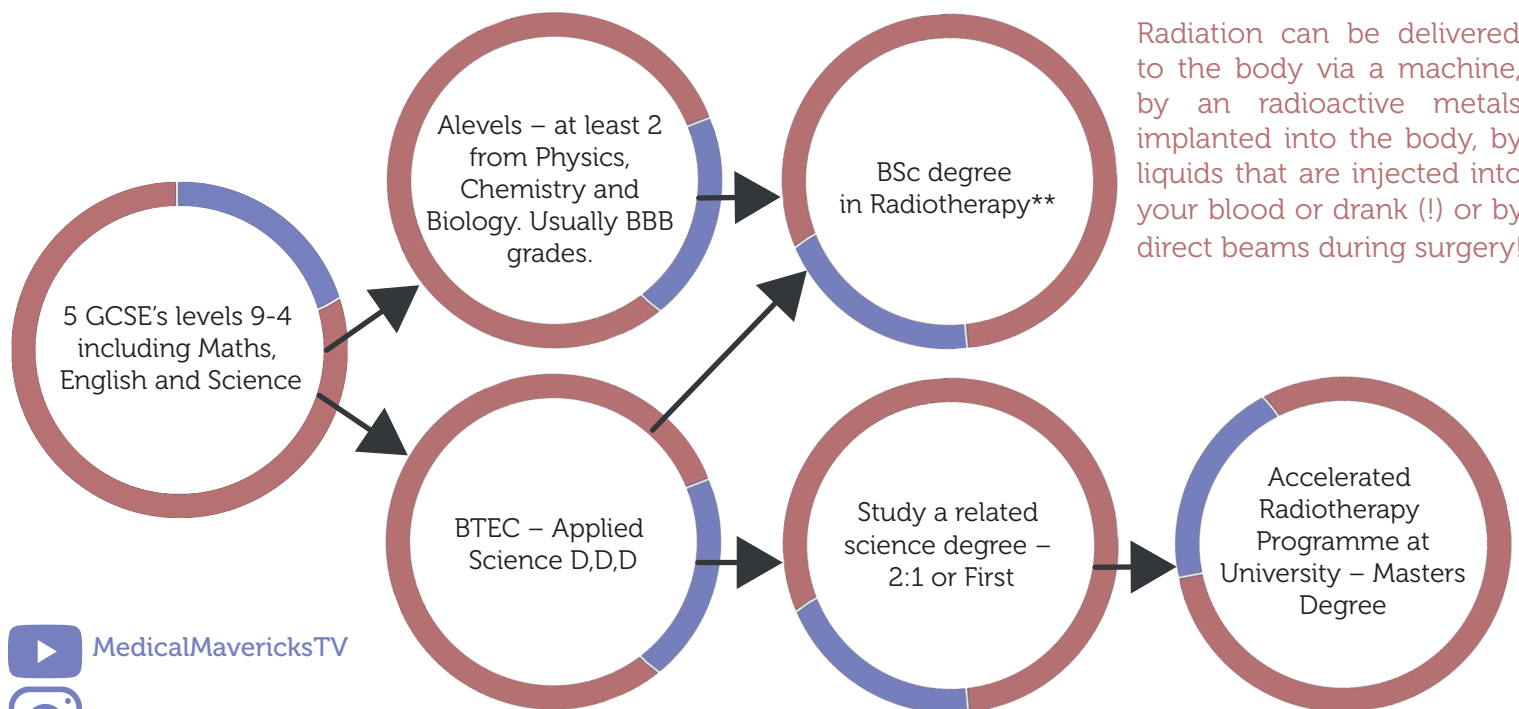 5 GCSE's levels 9-4
including Maths,
English and Science
Alevels – at least 2
from Physics,
Chemistry and
Biology. Usually BBB
grades.
BTEC – Applied
Science D,D,D
BSc degree
in Radiotherapy**
Study a related
science degree –
2:1 or First
Accelerated
Radiotherapy
Programme at
University – Masters
Degree
Radiation can be delivered
to the body via a machine,
by an radioactive metals
implanted into the body, by
liquids that are injected into
your blood or drank (!) or by
direct beams during surgery!
MedicalMavericksTV